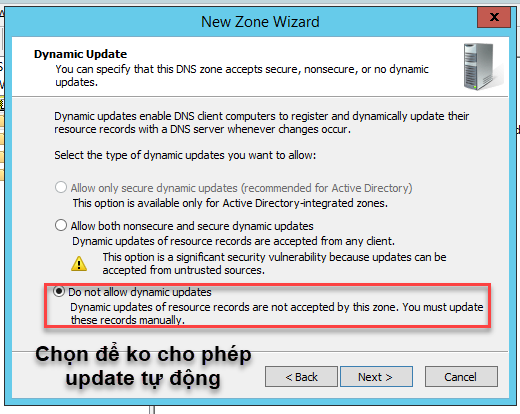 New Zone Wizard
x
Dynamic Update
You can specify that this DNS zone accepts secure, nonsecure, or no dynamic
updates.
Dynamic updates enable DNS client computers to register and dynamically update their
resource records with a DNS server whenever changes occur.
Select the type of dynamic updates you want to allow:
Allow only secure dynamic updates (recommended for Active Directory)
This option is available only for Active Directory-integrated zones.
Allow both nonsecure and secure dynamic updates
Dynamic updates of resource records are accepted from any client.
This option is a significant security vulnerability because updates can be
accepted from untrusted sources.
Do not allow dynamic updates
Dynamic updates of resource records are not accepted by this zone. You must update
these records manually.
Chọn để ko cho phép
update tự động
< Back
Next >
Cancel